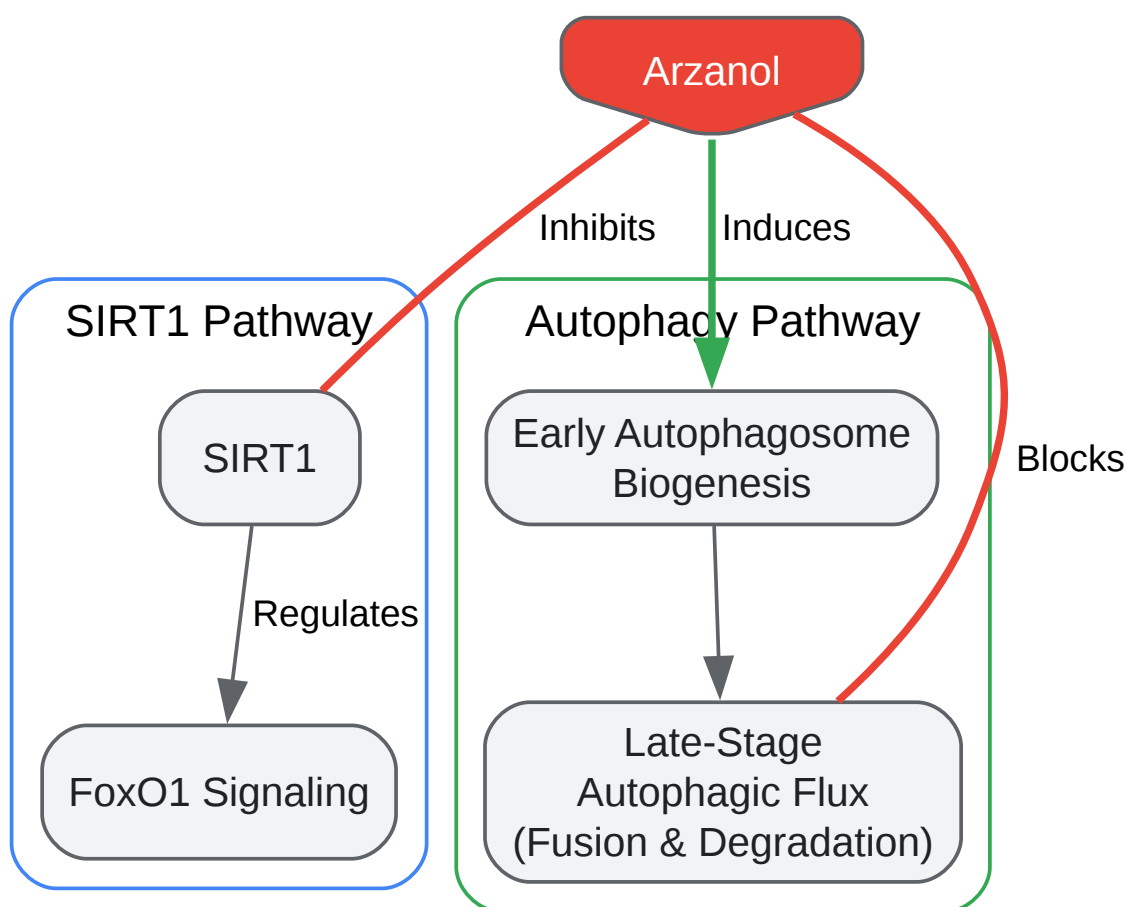 Arzanol
Inhibits
Induces
SIRT1 Pathway
Autophagy Pathway
SIRT1
Early Autophagosome
Biogenesis
Blocks
Regulates
FoxO1 Signaling
Late-Stage
Autophagic Flux
(Fusion & Degradation)